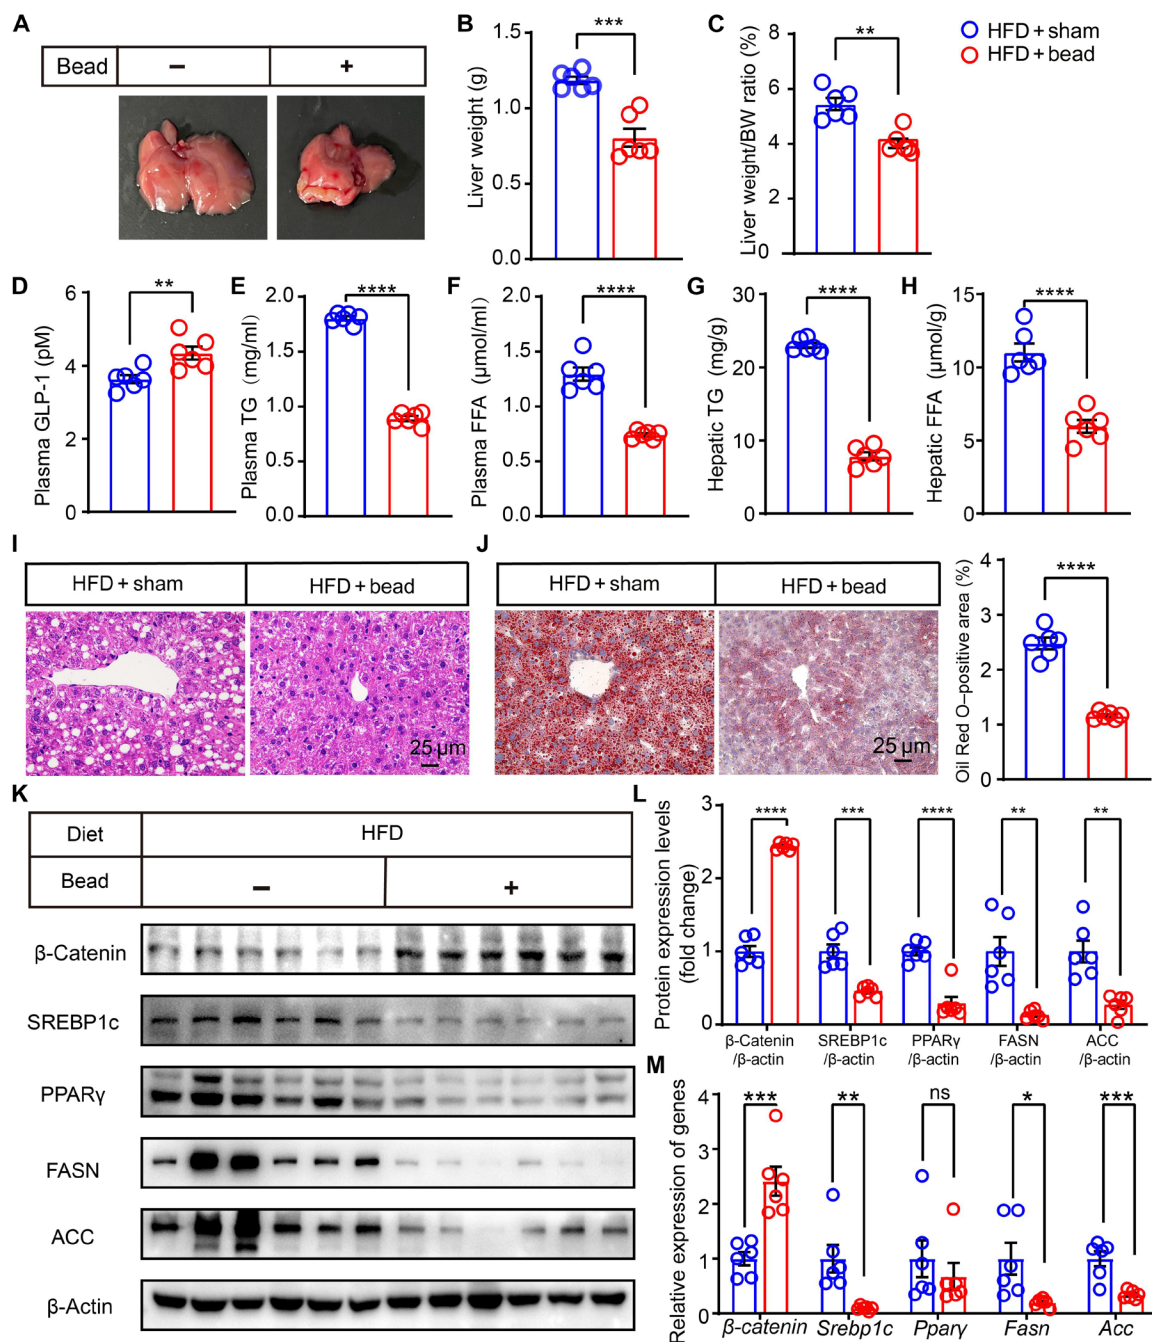 A
Bead
−
+
B
Liver weight (g)
1.5
1.0
0.5
0.0
***
C
Liver weight/BW ratio (%)
8
6
4
2
0
**
HFD + sham
HFD + bead
D
Plasma GLP-1 (pM)
6
4
2
0
**
E
Plasma TG (mg/ml)
2.0
1.5
1.0
0.5
0.0
****
F
Plasma FFA (μmol/ml)
2.0
1.5
1.0
0.5
0.0
****
G
Hepatic TG (mg/g)
30
20
10
0
****
H
Hepatic FFA (μmol/g)
15
10
5
0
****
I
HFD + sham
HFD + bead
25 μm
J
HFD + sham
HFD + bead
25 μm
Oil Red O–positive area (%)
4
3
2
1
0
****
K
Diet
HFD
Bead
−
+
β-Catenin
SREBP1c
PPARγ
FASN
ACC
β-Actin
L
Protein expression levels
(fold change)
3
2
1
0
****
***
****
**
**
β-Catenin
/β-actin
SREBP1c
/β-actin
PPARγ
/β-actin
FASN
/β-actin
ACC
/β-actin
M
Relative expression of genes
4
3
2
1
0
***
**
ns
*
***
β-catenin
Srebp1c
Pparγ
Fasn
Acc